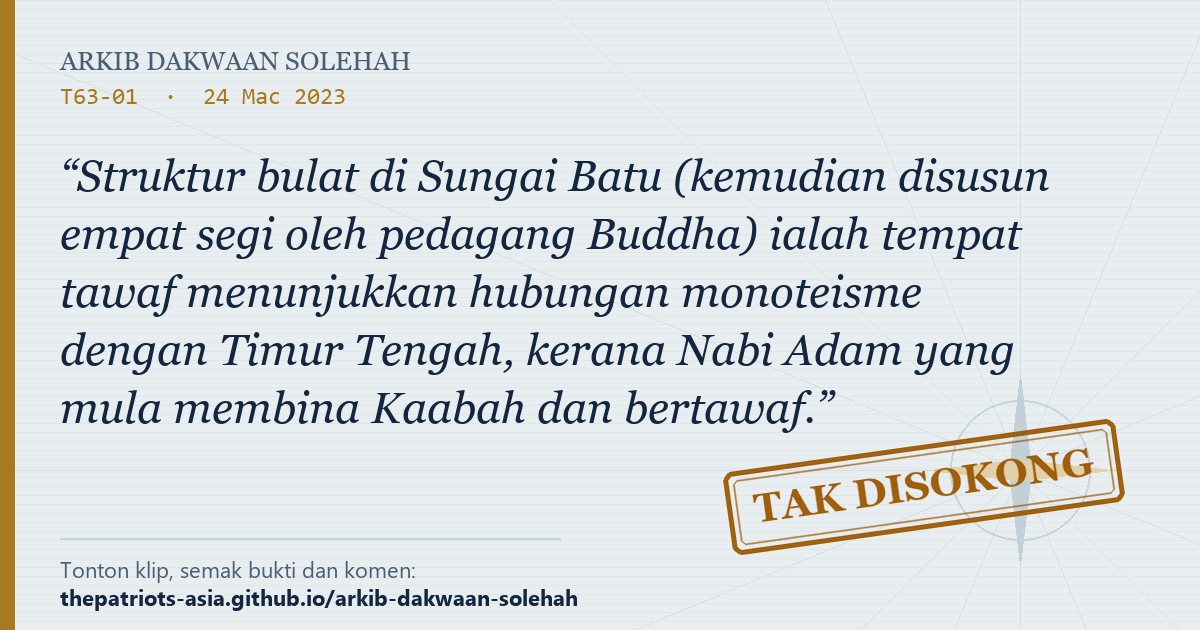 ARKIB DAKWAAN SOLEHAH
T63-01 · 24 Mac 2023
“Struktur bulat di Sungai Batu (kemudian disusun
empat segi oleh pedagang Buddha) ialah tempat
tawaf menunjukkan hubungan monoteisme
dengan Timur Tengah, kerana Nabi Adam yang
mula membina Kaabah dan bertawaf.”
TAK DISOKONG
Tonton klip, semak bukti dan komen:
thepatriots-asia.github.io/arkib-dakwaan-solehah